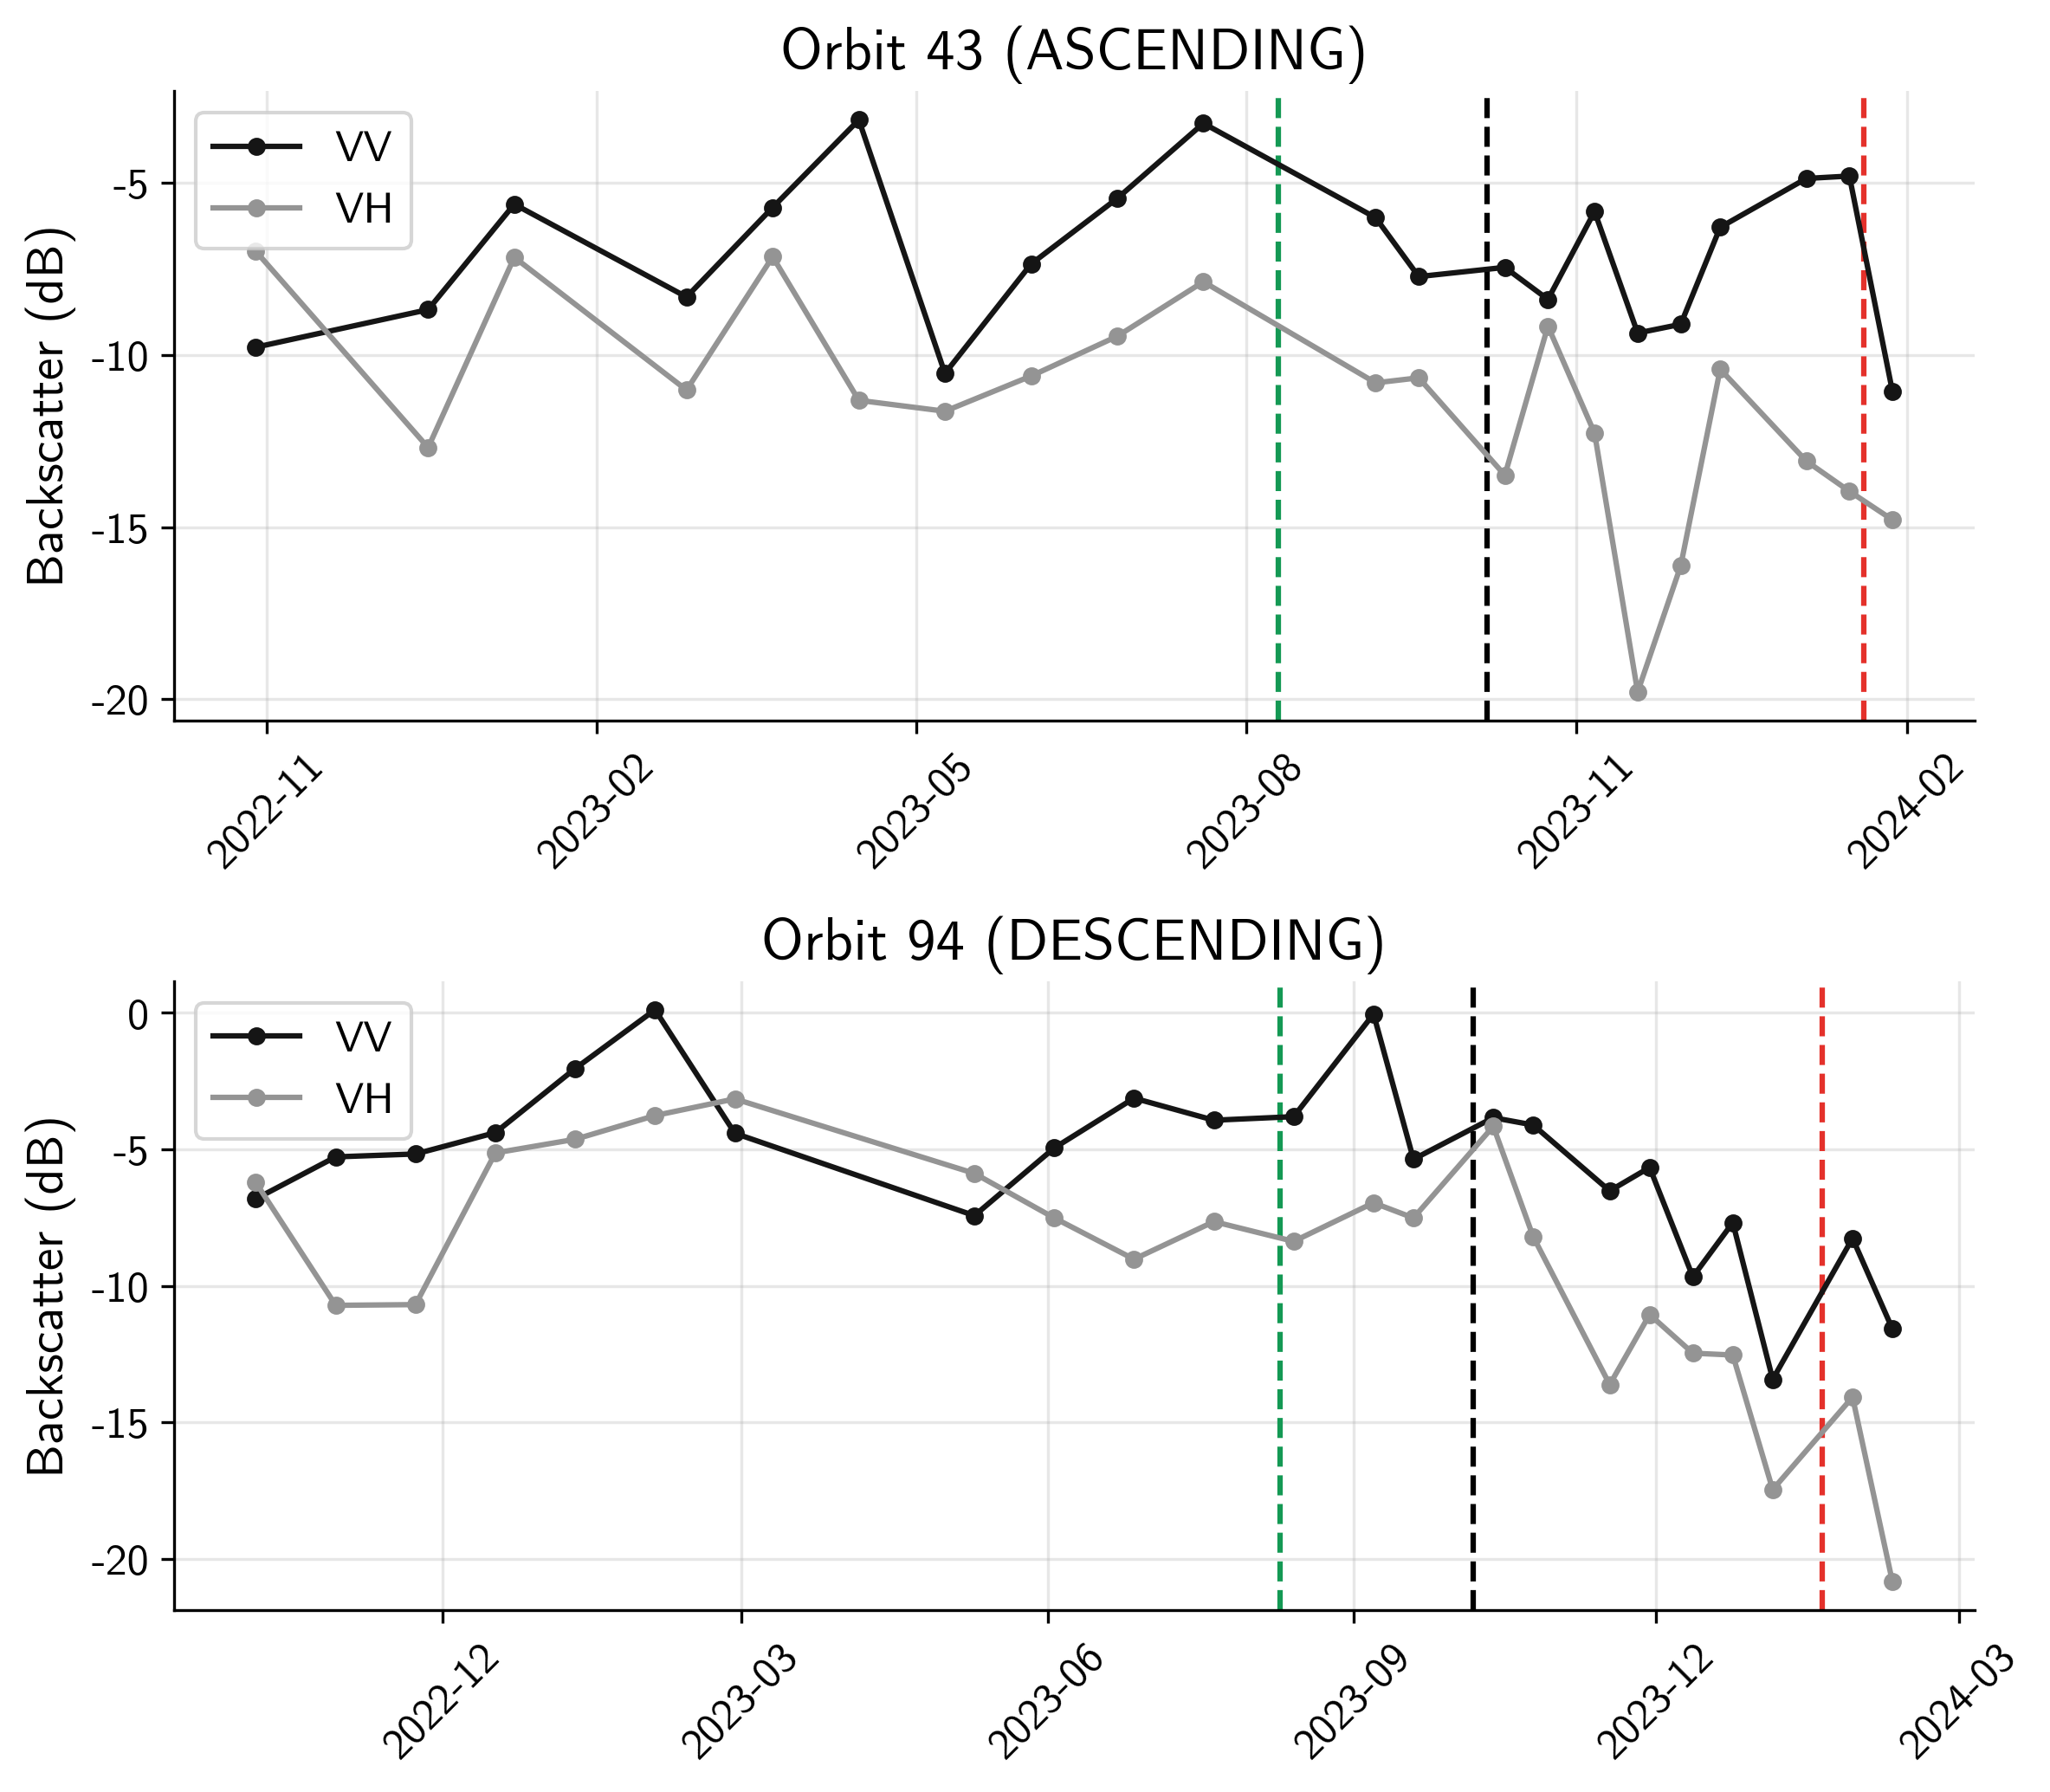 Orbit 43 (ASCENDING)
VV
VH
Backscatter (dB)
-5
-10
-15
-20
2022-11
2023-02
2023-05
2023-08
2023-11
2024-02
Orbit 94 (DESCENDING)
VV
VH
Backscatter (dB)
0
-5
-10
-15
-20
2022-12
2023-03
2023-06
2023-09
2023-12
2024-03